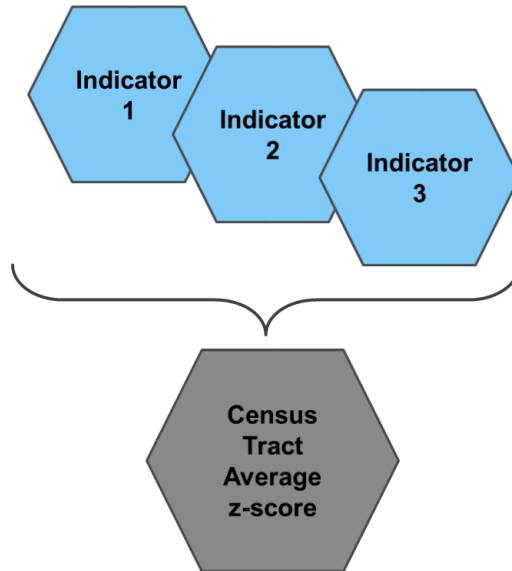 Indicator
1
Indicator
2
Indicator
3
Census
Tract
Average
z-score